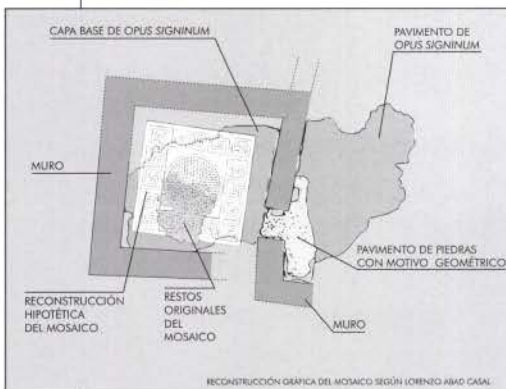 CAPA BASE DE OPUS SIGNINUM
PAVIMENTO DE
OPUS SIGNINUM
MURO
PAVIMENTO DE PIEDRAS
CON MOTIVO GEOMÉTRICO
RECONSTRUCCIÓN
HIPOTÉTICA
DEL MOSAICO
RESTOS
ORIGINALES
DEL
MOSAICO
MURO
RECONSTRUCCIÓN GRÁFICA DEL MOSAICO SEGÚN LORENZO ABAD CASAL